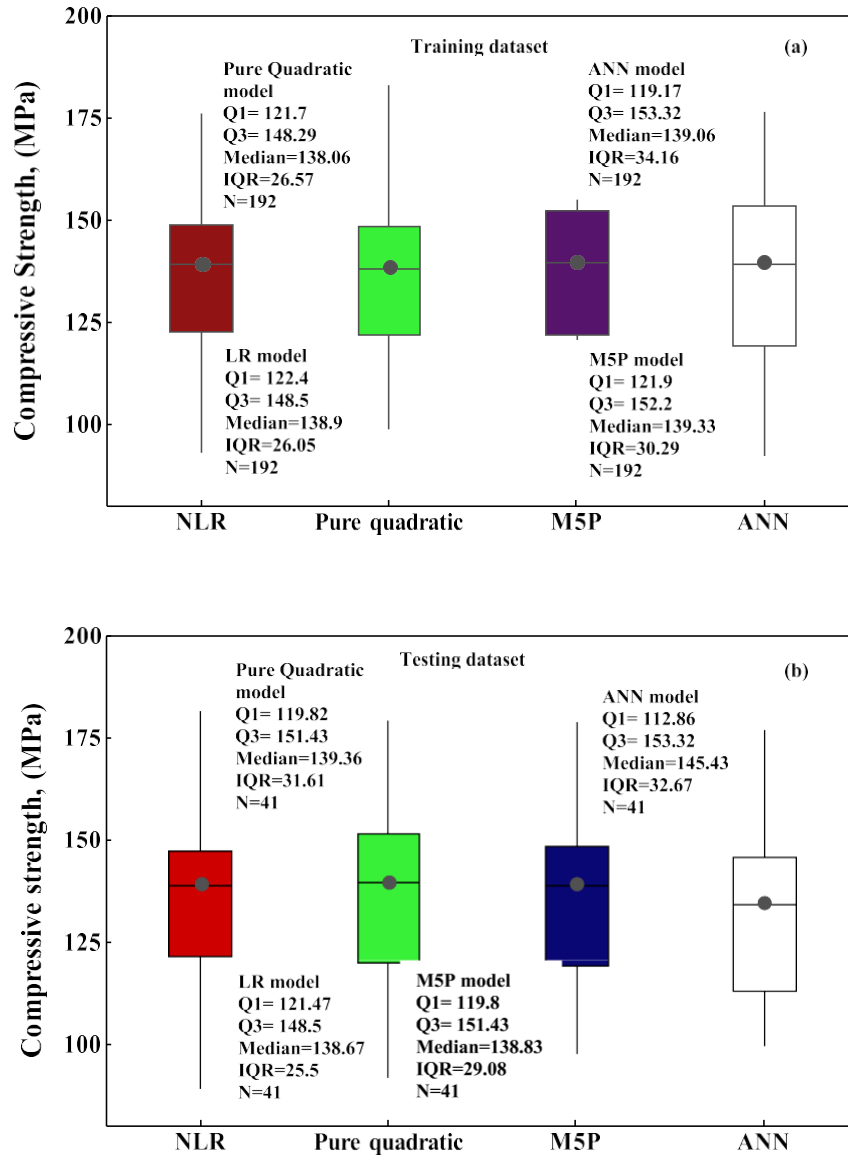 Training dataset
(a)
Compressive Strength, (MPa)
200
175
150
125
100
Pure Quadratic
model
Q1= 121.7
Q3= 148.29
Median=138.06
IQR=26.57
N=192
ANN model
Q1= 119.17
Q3= 153.32
Median=139.06
IQR=34.16
N=192
LR model
Q1= 122.4
Q3= 148.5
Median=138.9
IQR=26.05
N=192
M5P model
Q1= 121.9
Q3= 152.2
Median=139.33
IQR=30.29
N=192
NLR
Pure quadratic
M5P
ANN
Testing dataset
(b)
Compressive strength, (MPa)
200
175
150
125
100
Pure Quadratic
model
Q1= 119.82
Q3= 151.43
Median=139.36
IQR=31.61
N=41
ANN model
Q1= 112.86
Q3= 153.32
Median=145.43
IQR=32.67
N=41
LR model
Q1= 121.47
Q3= 148.5
Median=138.67
IQR=25.5
N=41
M5P model
Q1= 119.8
Q3= 151.43
Median=138.83
IQR=29.08
N=41
NLR
Pure quadratic
M5P
ANN